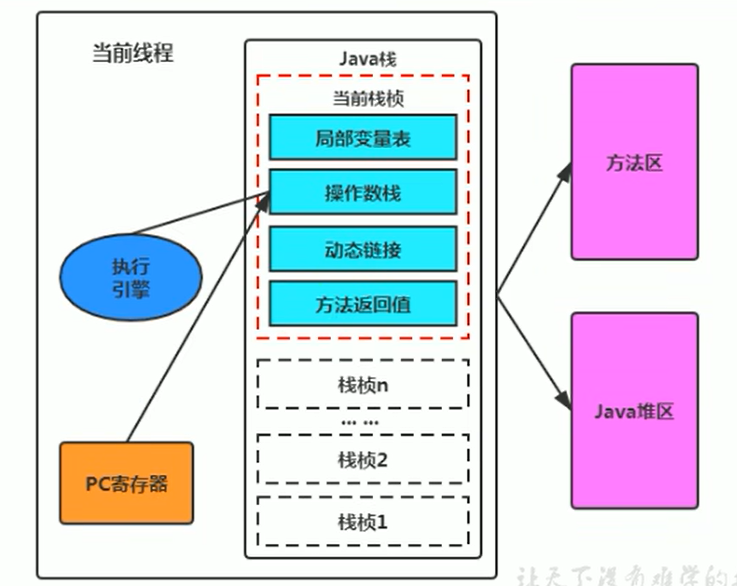 当前线程
Java栈
当前栈桢
局部变量表
操作数栈
动态链接
方法返回值
执行
引擎
PC寄存器
栈桢n
... ...
栈桢2
栈桢1
方法区
Java堆区
让天下没有难学的